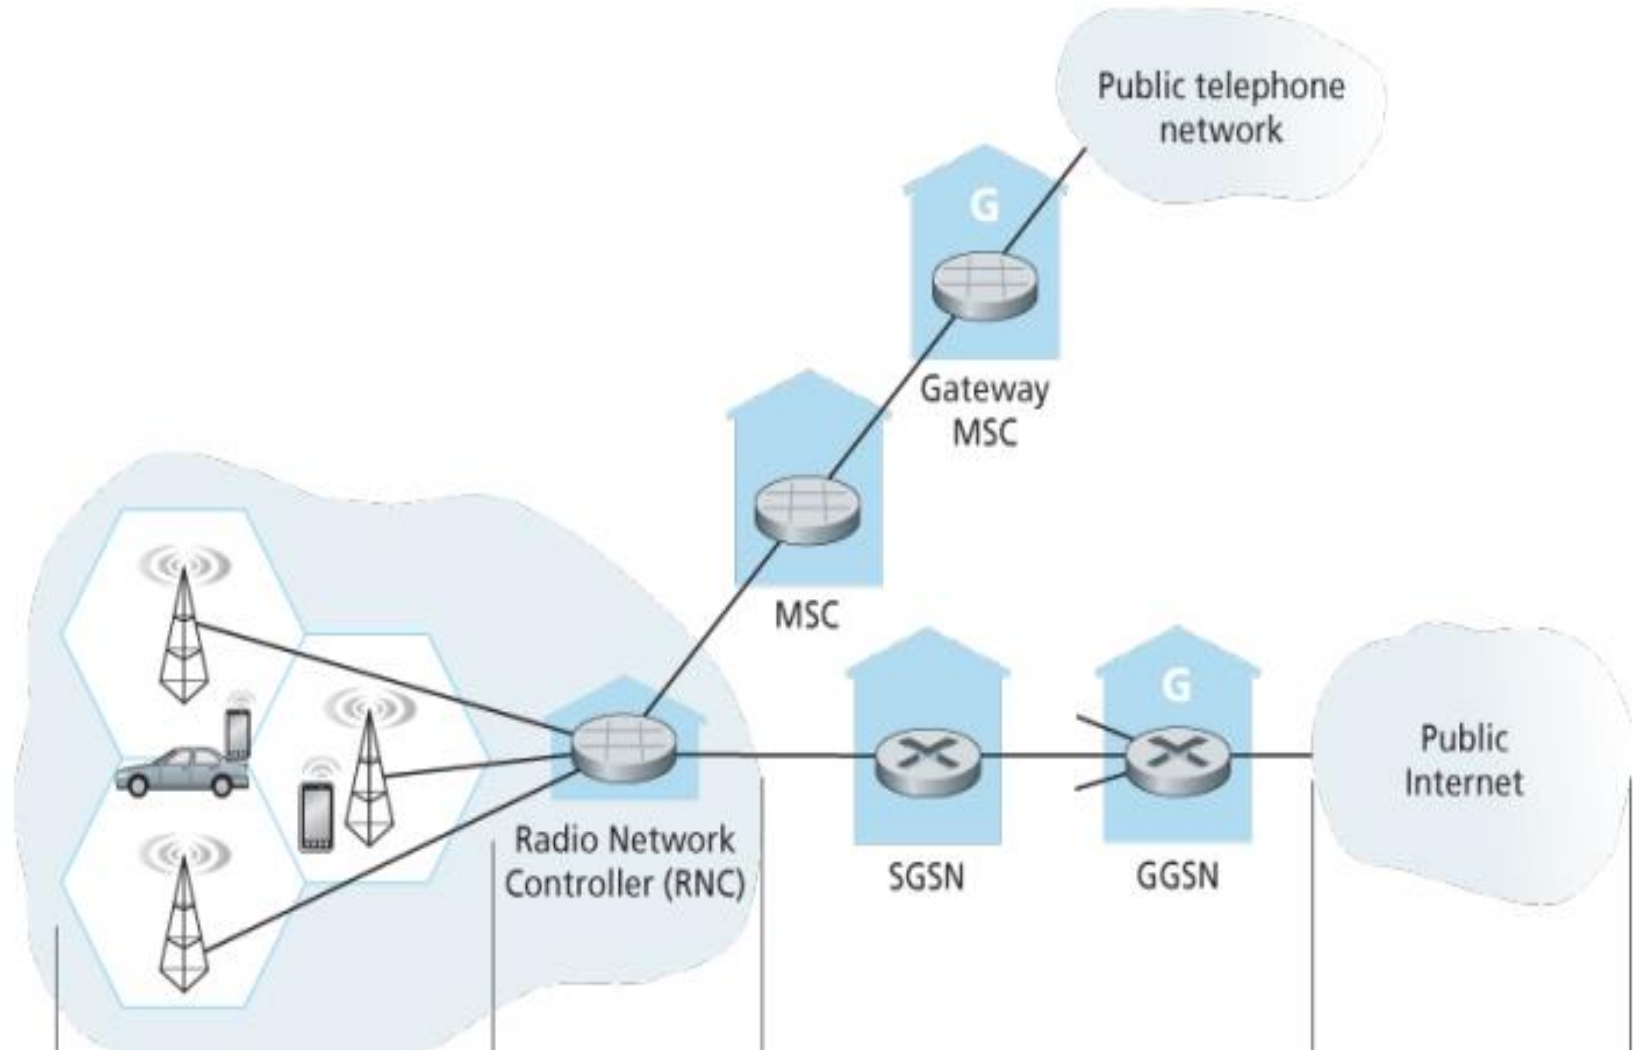 Public telephone
network
G
Gateway
MSC
MSC
G
Radio Network
Controller (RNC)
SGSN
GGSN
Public
Internet